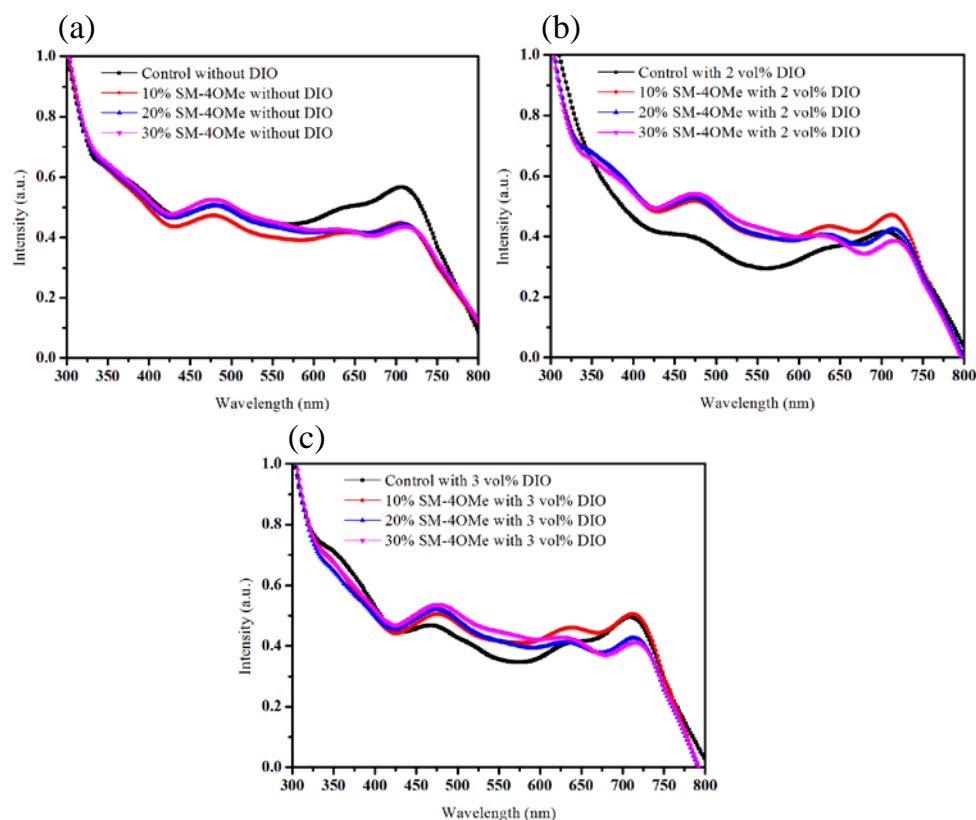 (a)
Control without DIO
10% SM-4OMe without DIO
20% SM-4OMe without DIO
30% SM-4OMe without DIO
Intensity (a.u.)
1.0
0.8
0.6
0.4
0.2
0.0
300 350 400 450 500 550 600 650 700 750 800
Wavelength (nm)
(b)
Control with 2 vol% DIO
10% SM-4OMe with 2 vol% DIO
20% SM-4OMe with 2 vol% DIO
30% SM-4OMe with 2 vol% DIO
Intensity (a.u.)
1.0
0.8
0.6
0.4
0.2
0.0
300 350 400 450 500 550 600 650 700 750 800
Wavelength (nm)
(c)
Control with 3 vol% DIO
10% SM-4OMe with 3 vol% DIO
20% SM-4OMe with 3 vol% DIO
30% SM-4OMe with 3 vol% DIO
Intensity (a.u.)
1.0
0.8
0.6
0.4
0.2
0.0
300 350 400 450 500 550 600 650 700 750 800
Wavelength (nm)